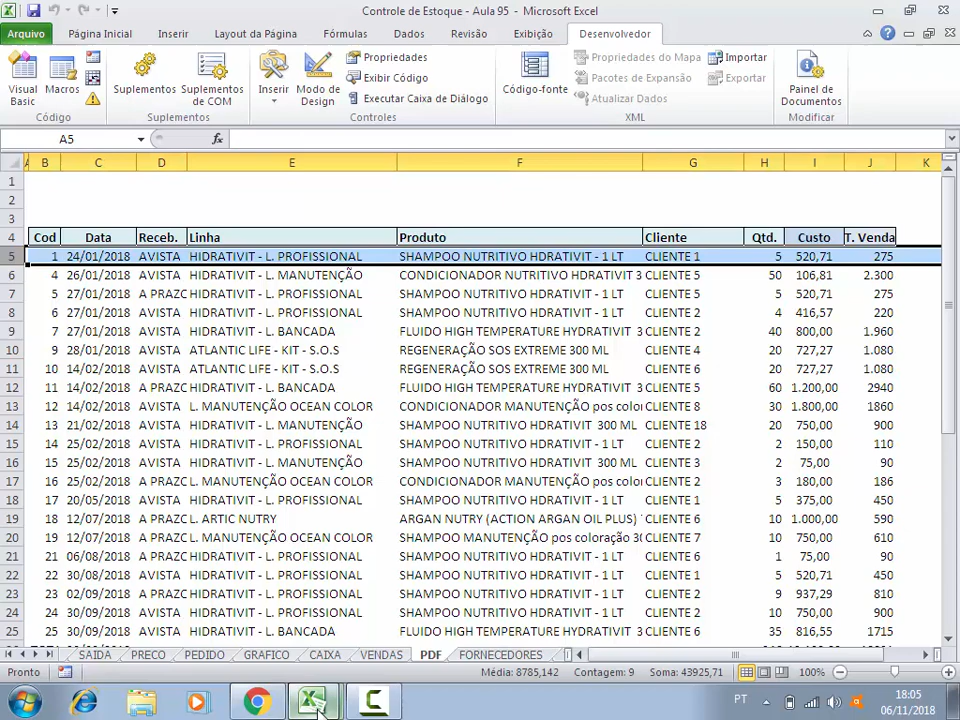 Controle de Estoque - Aula 95 - Microsoft Excel
Arquivo Página Inicial Inserir Layout da Página Fórmulas Dados Revisão Exibição Desenvolvedor
Visual Basic
Macros
Código
Suplementos
Suplementos de COM
Suplementos
Inserir
Modo de Design
Propriedades
Exibir Código
Executar Caixa de Diálogo
Controles
Código-fonte
Propriedades do Mapa
Pacotes de Expansão
Atualizar Dados
Importar
Exportar
XML
Painel de Documentos
Modificar
A5 fx
A B C D E F G H I J K
1
2
3
4 Cod Data Receb. Linha Produto Cliente Qtd. Custo T. Venda
5 1 24/01/2018 AVISTA HIDRATIVIT - L. PROFISSIONAL SHAMPOO NUTRITIVO HDRATIVIT - 1 LT CLIENTE 1 5 520,71 275
6 4 26/01/2018 AVISTA HIDRATIVIT - L. MANUTENÇÃO CONDICIONADOR NUTRITIVO HDRATIVIT 3 CLIENTE 5 50 106,81 2.300
7 5 27/01/2018 A PRAZO HIDRATIVIT - L. PROFISSIONAL SHAMPOO NUTRITIVO HDRATIVIT - 1 LT CLIENTE 5 5 520,71 275
8 6 27/01/2018 AVISTA HIDRATIVIT - L. PROFISSIONAL SHAMPOO NUTRITIVO HDRATIVIT - 1 LT CLIENTE 2 4 416,57 220
9 7 27/01/2018 AVISTA HIDRATIVIT - L. BANCADA FLUIDO HIGH TEMPERATURE HYDRATIVIT 3 CLIENTE 2 40 800,00 1.960
10 9 28/01/2018 AVISTA ATLANTIC LIFE - KIT - S.O.S REGENERAÇÃO SOS EXTREME 300 ML CLIENTE 4 20 727,27 1.080
11 10 14/02/2018 AVISTA ATLANTIC LIFE - KIT - S.O.S REGENERAÇÃO SOS EXTREME 300 ML CLIENTE 6 20 727,27 1.080
12 11 14/02/2018 A PRAZO HIDRATIVIT - L. BANCADA FLUIDO HIGH TEMPERATURE HYDRATIVIT 3 CLIENTE 5 60 1.200,00 2940
13 12 14/02/2018 AVISTA L. MANUTENÇÃO OCEAN COLOR CONDICIONADOR MANUTENÇÃO pos colo CLIENTE 8 30 1.800,00 1860
14 13 21/02/2018 AVISTA HIDRATIVIT - L. MANUTENÇÃO SHAMPOO NUTRITIVO HDRATIVIT 300 ML CLIENTE 18 20 750,00 900
15 14 25/02/2018 AVISTA HIDRATIVIT - L. PROFISSIONAL SHAMPOO NUTRITIVO HDRATIVIT - 1 LT CLIENTE 2 2 150,00 110
16 15 25/02/2018 AVISTA HIDRATIVIT - L. MANUTENÇÃO SHAMPOO NUTRITIVO HDRATIVIT 300 ML CLIENTE 3 2 75,00 90
17 16 25/02/2018 A PRAZO L. MANUTENÇÃO OCEAN COLOR CONDICIONADOR MANUTENÇÃO pos colo CLIENTE 2 3 180,00 186
18 17 20/05/2018 AVISTA HIDRATIVIT - L. PROFISSIONAL SHAMPOO NUTRITIVO HDRATIVIT - 1 LT CLIENTE 1 5 375,00 450
19 18 12/07/2018 A PRAZO L. ARTIC NUTRY ARGAN NUTRY (ACTION ARGAN OIL PLUS) CLIENTE 6 10 1.000,00 590
20 19 12/07/2018 A PRAZO L. MANUTENÇÃO OCEAN COLOR SHAMPOO MANUTENÇÃO pos coloração 30 CLIENTE 7 10 750,00 610
21 21 06/08/2018 A PRAZO HIDRATIVIT - L. PROFISSIONAL SHAMPOO NUTRITIVO HDRATIVIT - 1 LT CLIENTE 6 1 75,00 90
22 22 30/08/2018 AVISTA HIDRATIVIT - L. PROFISSIONAL SHAMPOO NUTRITIVO HDRATIVIT - 1 LT CLIENTE 1 5 520,71 450
23 23 02/09/2018 A PRAZO HIDRATIVIT - L. PROFISSIONAL SHAMPOO NUTRITIVO HDRATIVIT - 1 LT CLIENTE 2 9 937,29 810
24 24 30/09/2018 AVISTA HIDRATIVIT - L. PROFISSIONAL SHAMPOO NUTRITIVO HDRATIVIT - 1 LT CLIENTE 2 10 750,00 900
25 25 30/09/2018 AVISTA HIDRATIVIT - L. BANCADA FLUIDO HIGH TEMPERATURE HYDRATIVIT 3 CLIENTE 6 35 816,55 1715
SAIDA PRECO PEDIDO GRAFICO CAIXA VENDAS PDF FORNECEDORES
Pronto Média: 8785,142 Contagem: 9 Soma: 43925,71 100%
PT 18:05
06/11/2018